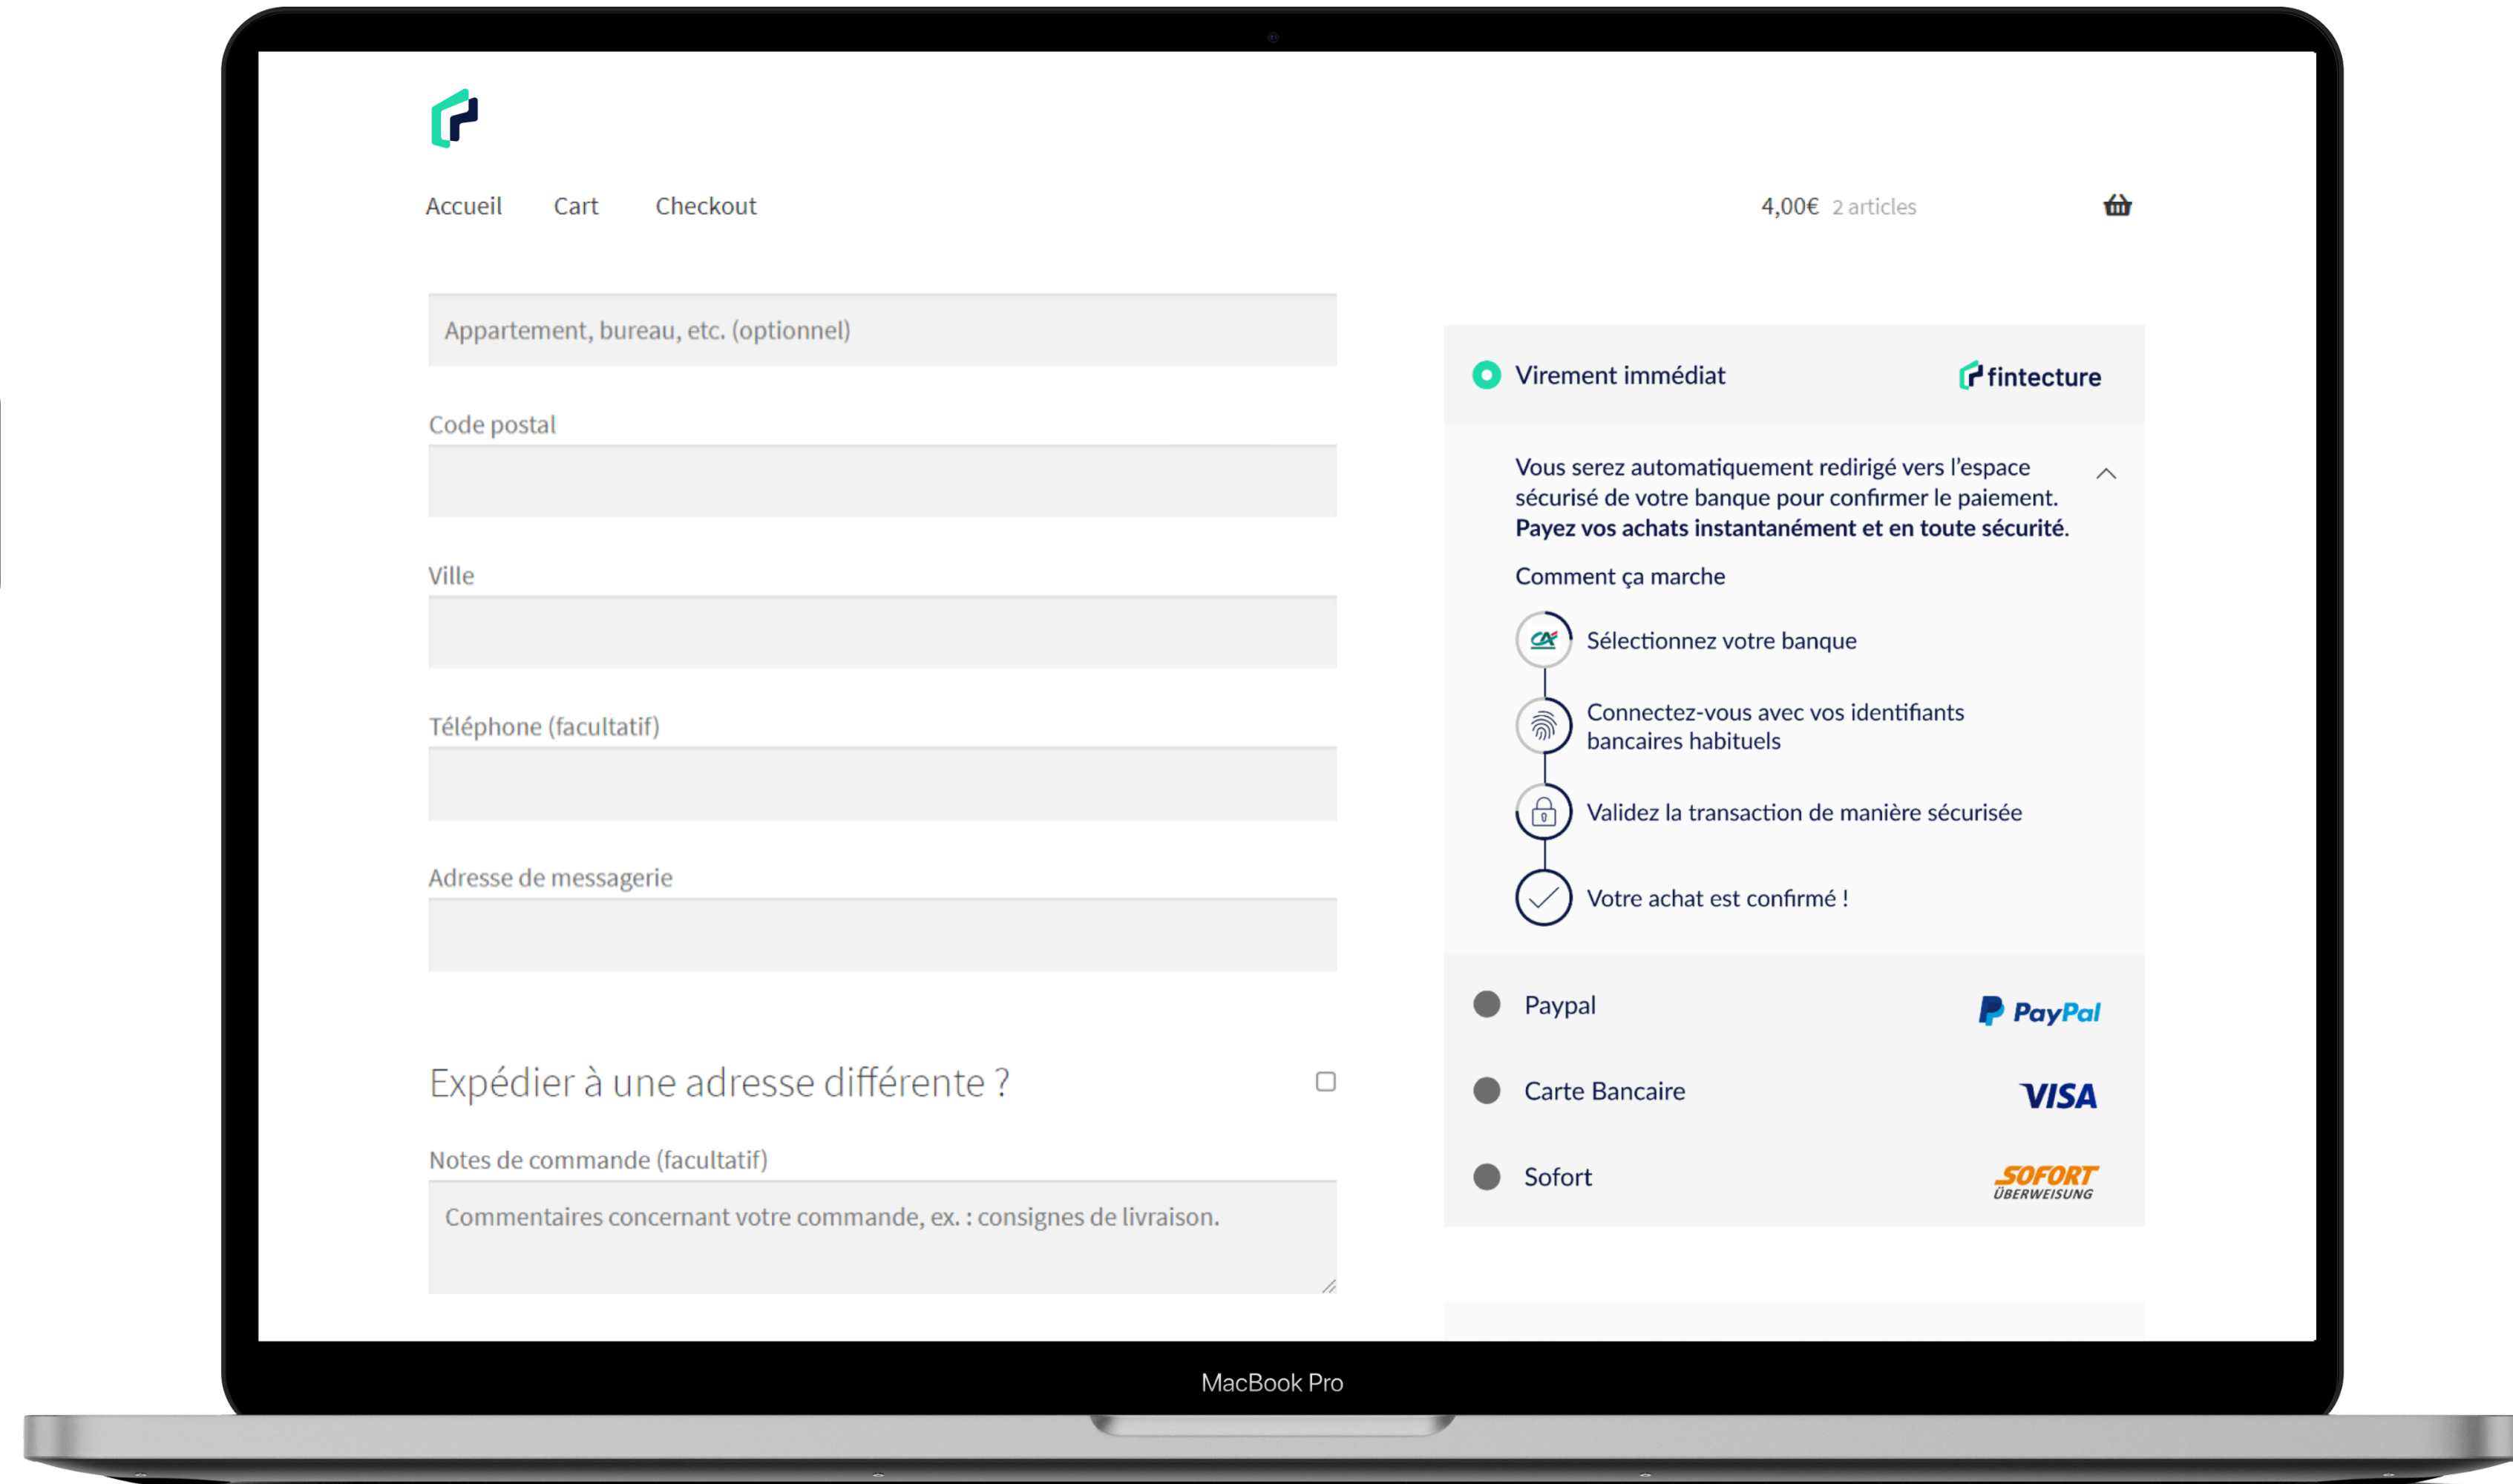 Accueil Cart Checkout
4,00€ 2 articles
Appartement, bureau, etc. (optionnel)
Code postal
Ville
Téléphone (facultatif)
Adresse de messagerie
Expédier à une adresse différente ?
Notes de commande (facultatif)
Commentaires concernant votre commande, ex. : consignes de livraison.
Virement immédiat
fintecture
Vous serez automatiquement redirigé vers l’espace
sécurisé de votre banque pour confirmer le paiement.
Payez vos achats instantanément et en toute sécurité.
Comment ça marche
CA
Sélectionnez votre banque
Connectez-vous avec vos identifiants
bancaires habituels
Validez la transaction de manière sécurisée
Votre achat est confirmé !
Paypal
PayPal
Carte Bancaire
VISA
Sofort
SOFORT
ÜBERWEISUNG
MacBook Pro